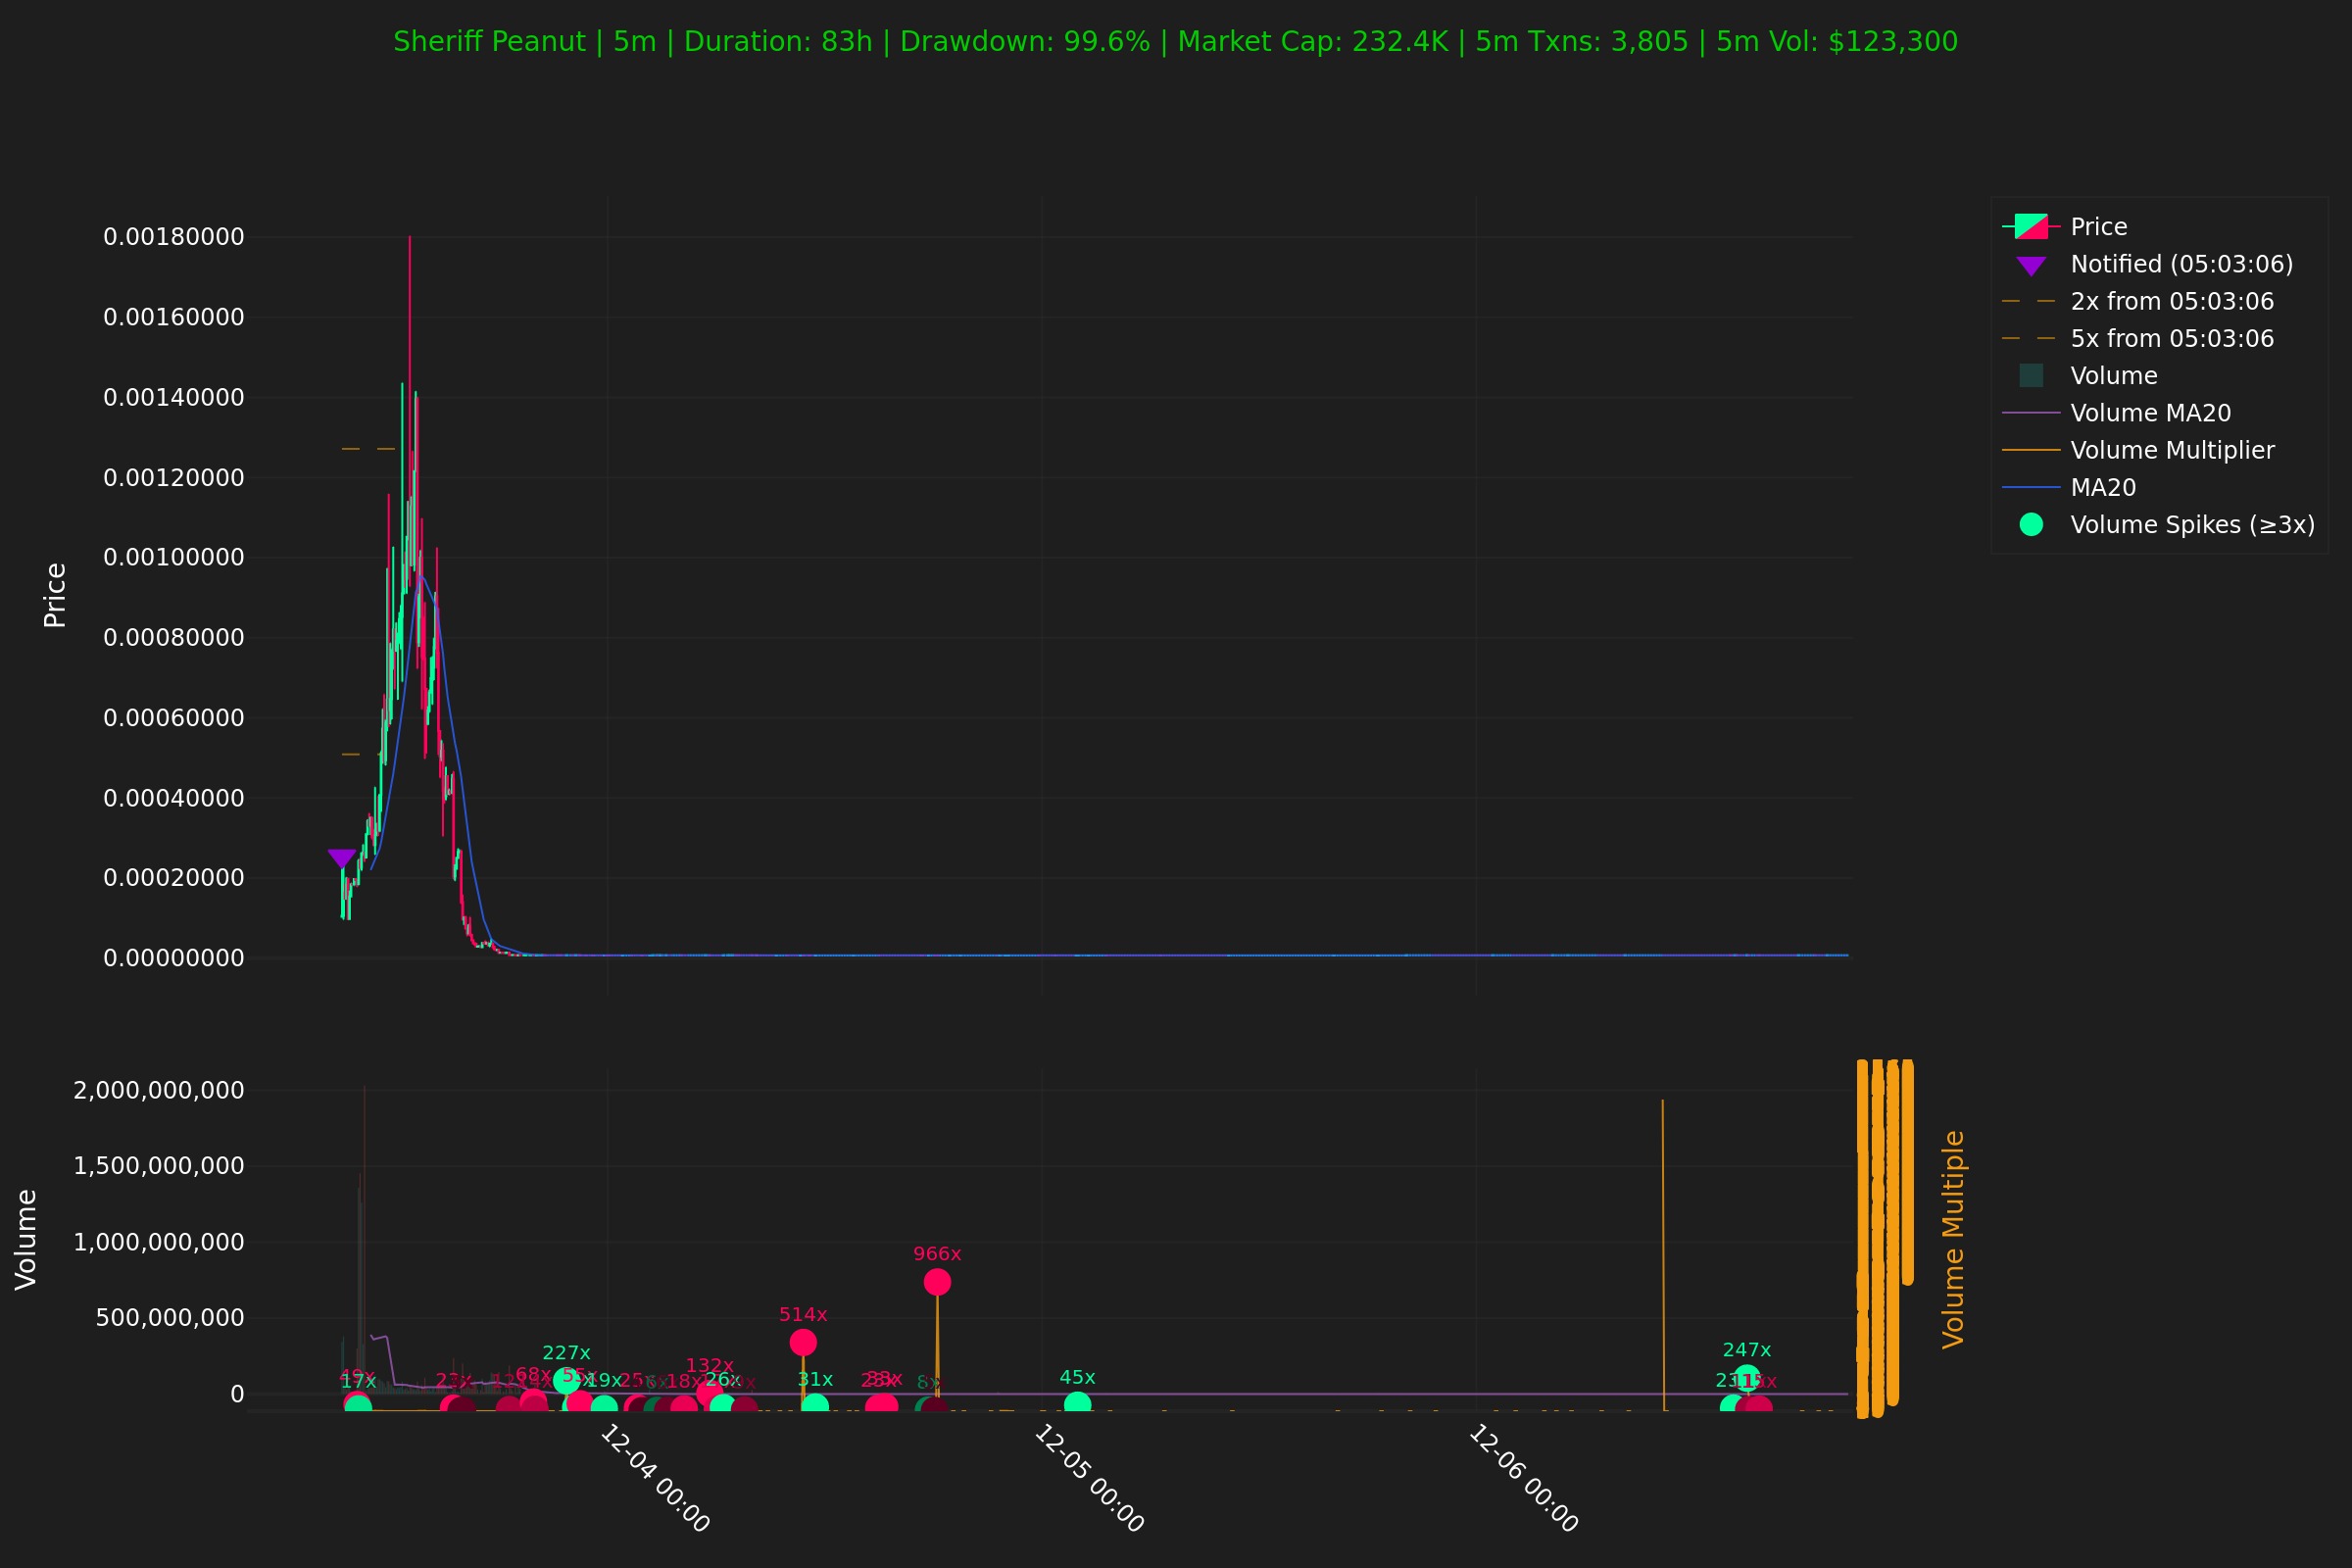 Sheriff Peanut | 5m | Duration: 83h | Drawdown: 99.6% | Market Cap: 232.4K | 5m Txns: 3,805 | 5m Vol: $123,300
Price
0.00180000
0.00160000
0.00140000
0.00120000
0.00100000
0.00080000
0.00060000
0.00040000
0.00020000
0.00000000
Price
Notified (05:03:06)
2x from 05:03:06
5x from 05:03:06
Volume
Volume MA20
Volume Multiplier
MA20
Volume Spikes (≥3x)
Volume
2,000,000,000
1,500,000,000
1,000,000,000
500,000,000
0
17x
68x
227x
19x
18x
132x
26x
514x
31x
33x
966x
8x
45x
247x
Volume Multiple
12-04 00:00
12-05 00:00
12-06 00:00